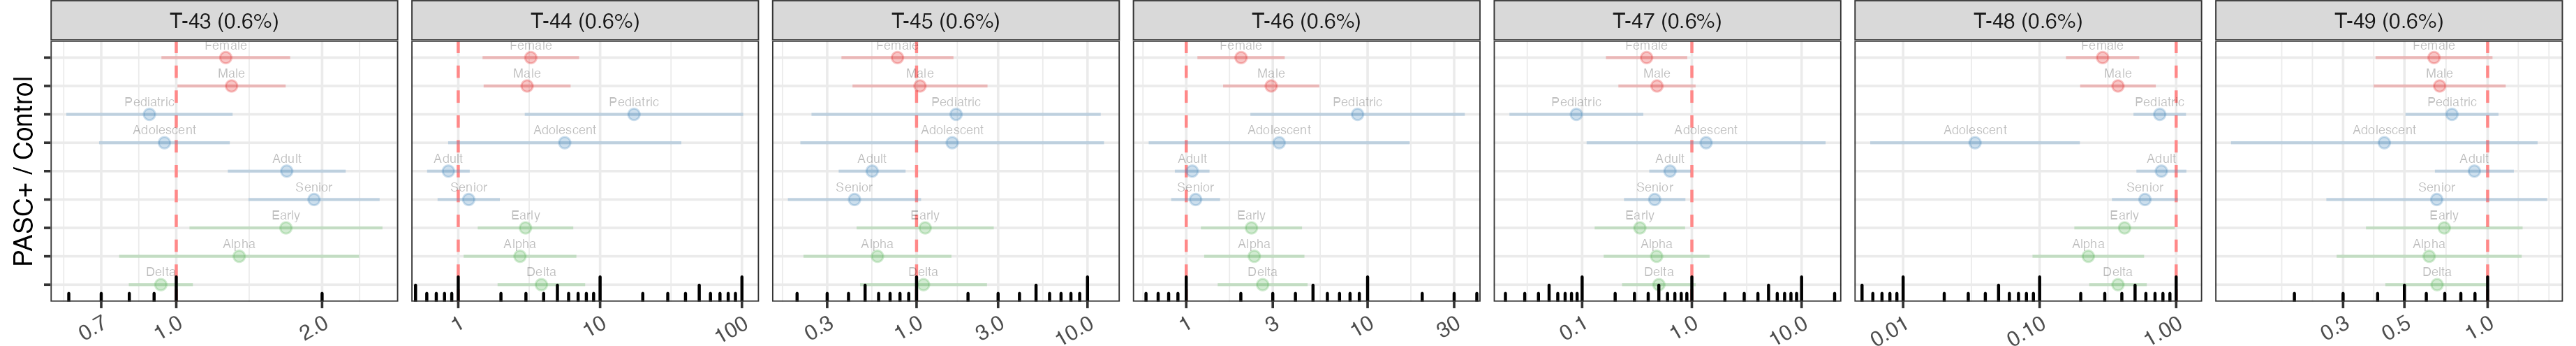 T-43 (0.6%) T-44 (0.6%) T-45 (0.6%) T-46 (0.6%) T-47 (0.6%) T-48 (0.6%) T-49 (0.6%)
PASC+ / Control
Female Female Female Female Female Female Female
Male Male Male Male Male Male Male
Pediatric Pediatric Pediatric Pediatric Pediatric Pediatric Pediatric
Adolescent Adolescent Adolescent Adolescent Adolescent Adolescent Adolescent
Adult Adult Adult Adult Adult Adult Adult
Senior Senior Senior Senior Senior Senior Senior
Early Early Early Early Early Early Early
Alpha Alpha Alpha Alpha Alpha Alpha Alpha
Delta Delta Delta Delta Delta Delta Delta
0.7 1.0 2.0 1 10 100 0.3 1.0 3.0 10.0 1 3 10 30 0.1 1.0 10.0 0.01 0.10 1.00 0.3 0.5 1.0